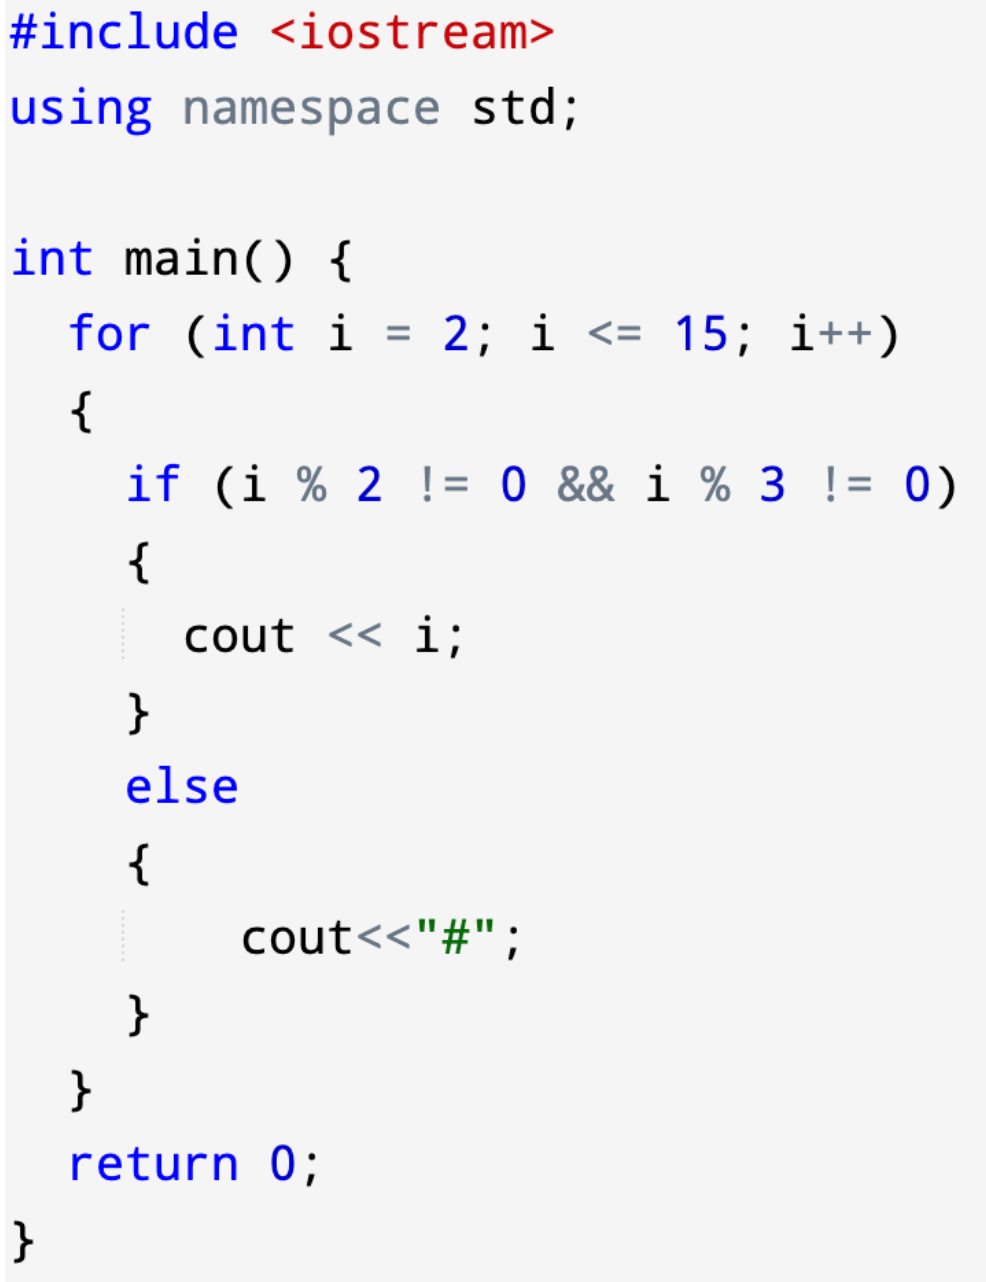 #include <iostream>
using namespace std;

int main() {
  for (int i = 2; i <= 15; i++)
  {
    if (i % 2 != 0 && i % 3 != 0)
    {
      cout << i;
    }
    else
    {
        cout<<"#";
    }
  }
  return 0;
}